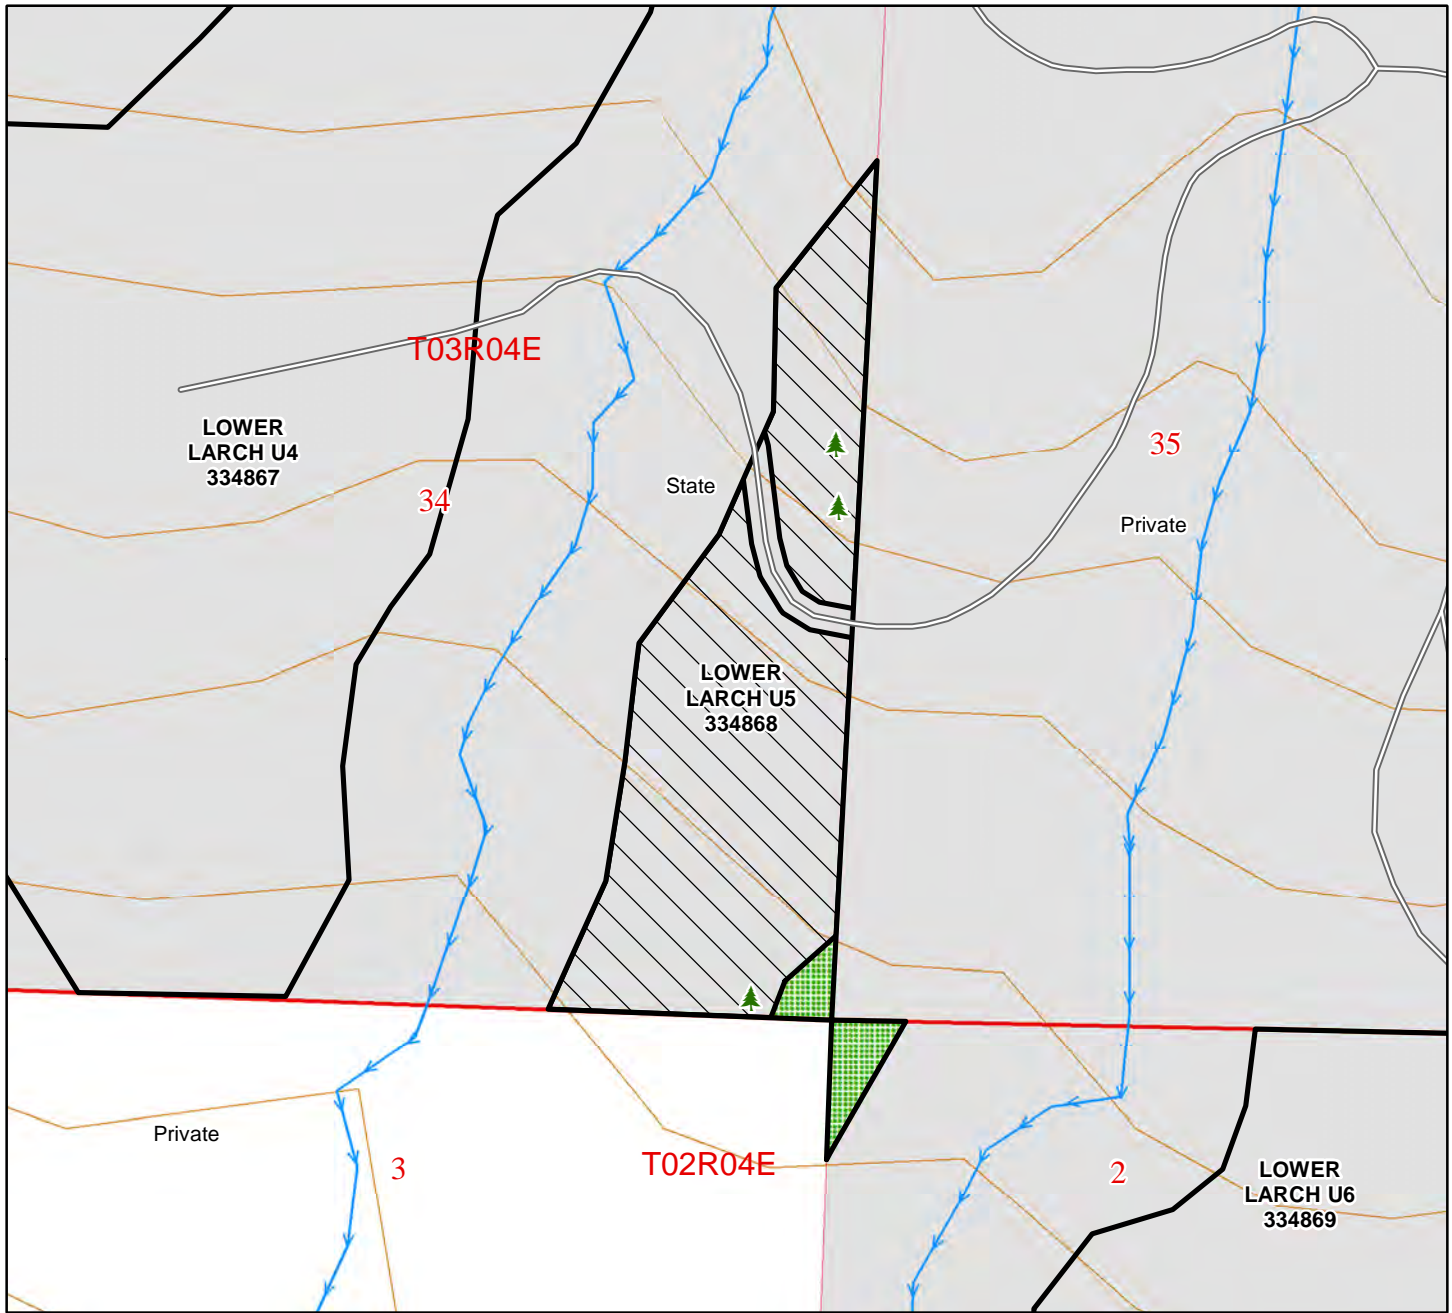 T03R04E
LOWER
LARCH U4
334867
34
State
35
Private
LOWER
LARCH U5
334868
Private
3
T02R04E
2
LOWER
LARCH U6
334869